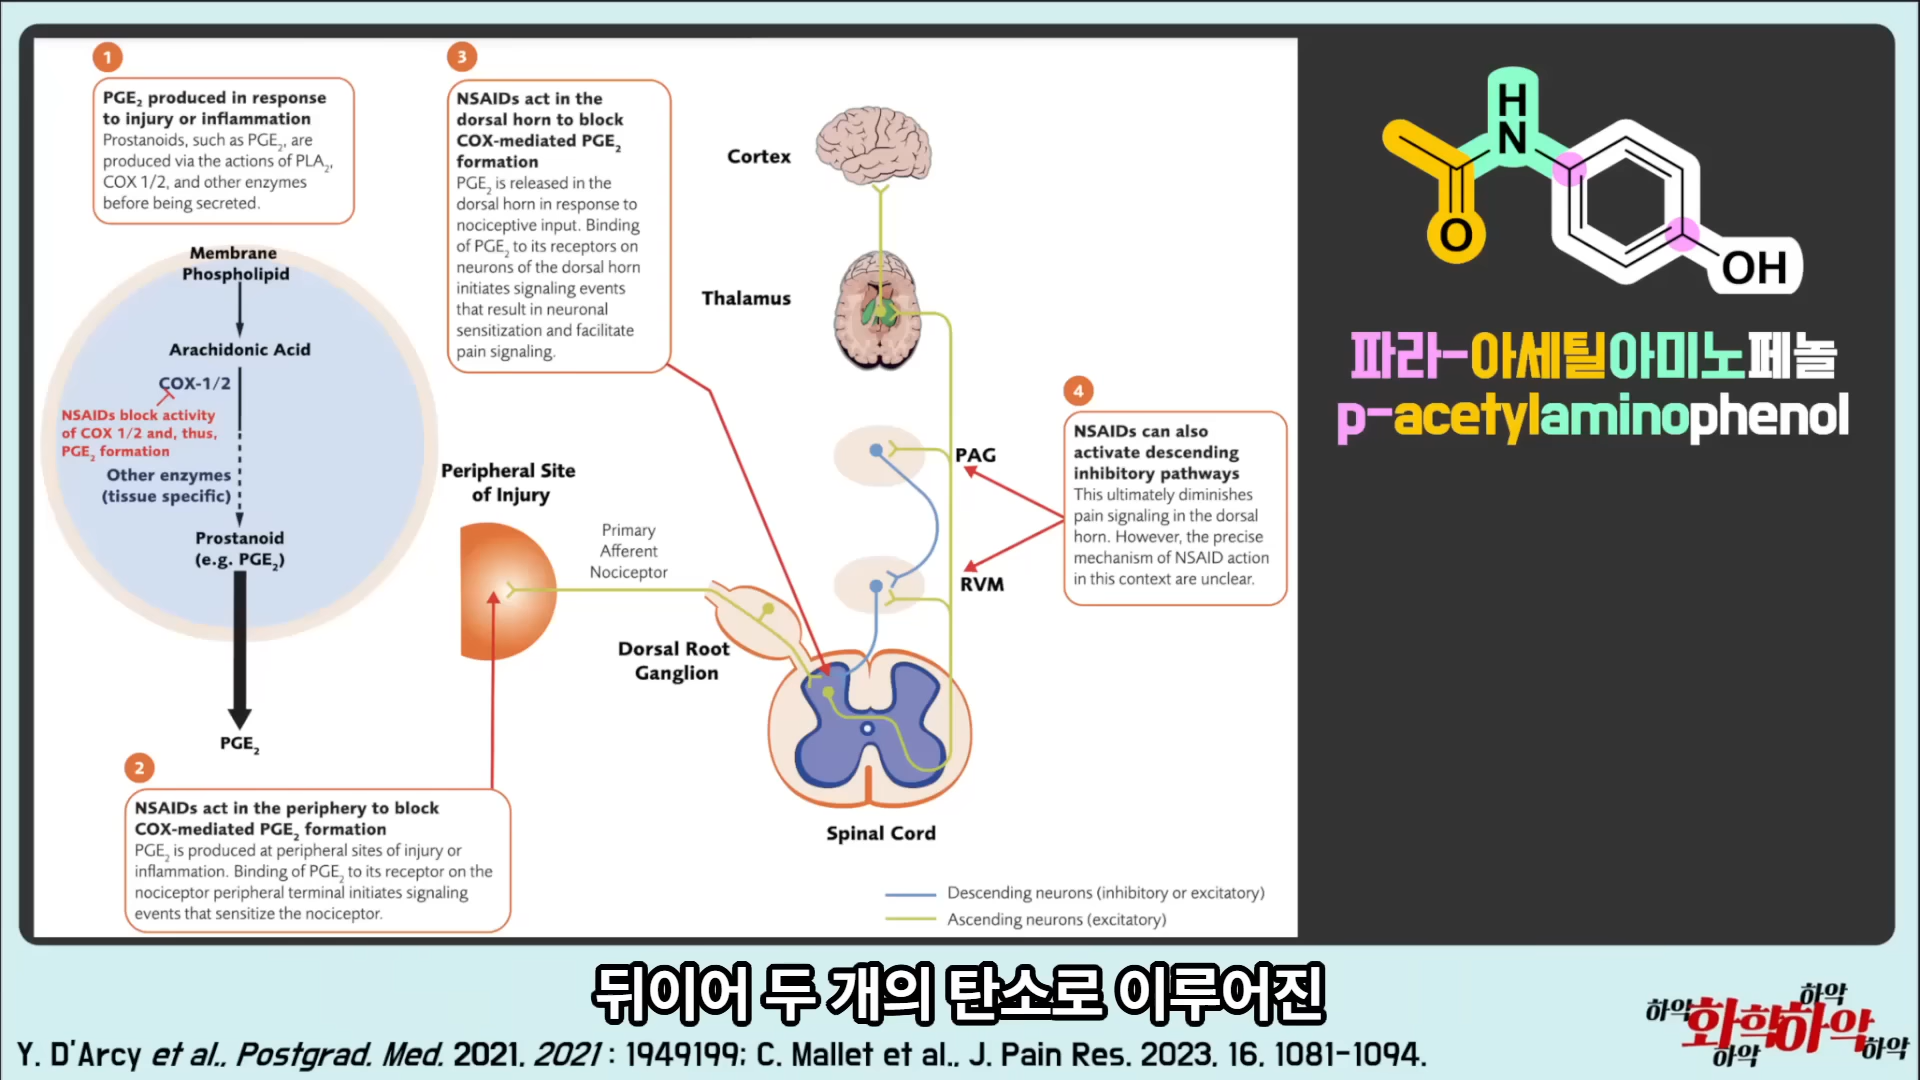 1
PGE₂ produced in response
to injury or inflammation
Prostanoids, such as PGE₂, are
produced via the actions of PLA₂,
COX 1/2, and other enzymes
before being secreted.
Membrane
Phospholipid
Arachidonic Acid
COX-1/2
NSAIDs block activity
of COX 1/2 and, thus,
PGE₂ formation
Other enzymes
(tissue specific)
Prostanoid
(e.g. PGE₂)
PGE₂
2
NSAIDs act in the periphery to block
COX-mediated PGE₂ formation
PGE₂ is produced at peripheral sites of injury or
inflammation. Binding of PGE₂ to its receptor on the
nociceptor peripheral terminal initiates signaling
events that sensitize the nociceptor.
3
NSAIDs act in the
dorsal horn to block
COX-mediated PGE₂
formation
PGE₂ is released in the
dorsal horn in response to
nociceptive input. Binding
of PGE₂ to its receptors on
neurons of the dorsal horn
initiates signaling events
that result in neuronal
sensitization and facilitate
pain signaling.
Peripheral Site
of Injury
Primary
Afferent
Nociceptor
Dorsal Root
Ganglion
Cortex
Thalamus
PAG
RVM
Spinal Cord
4
NSAIDs can also
activate descending
inhibitory pathways
This ultimately diminishes
pain signaling in the dorsal
horn. However, the precise
mechanism of NSAID action
in this context are unclear.
Descending neurons (inhibitory or excitatory)
Ascending neurons (excitatory)
H
N
O
OH
파라-아세틸아미노페놀
p-acetylaminophenol
뒤이어 두 개의 탄소로 이루어진
Y. D'Arcy et al., Postgrad. Med. 2021, 2021 : 1949199; C. Mallet et al., J. Pain Res. 2023, 16, 1081-1094.
하악
화학하악
하악
하악
하악